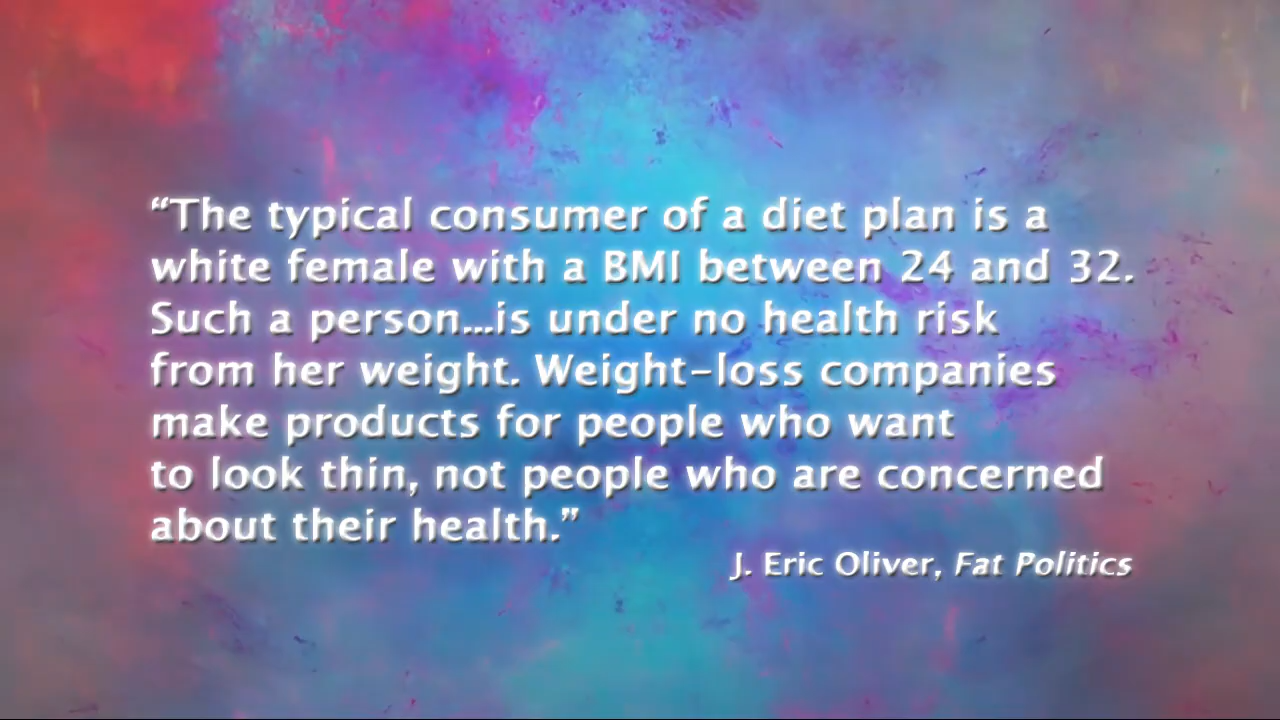 “The typical consumer of a diet plan is a
white female with a BMI between 24 and 32.
Such a person...is under no health risk
from her weight. Weight-loss companies
make products for people who want
to look thin, not people who are concerned
about their health.”
J. Eric Oliver, Fat Politics